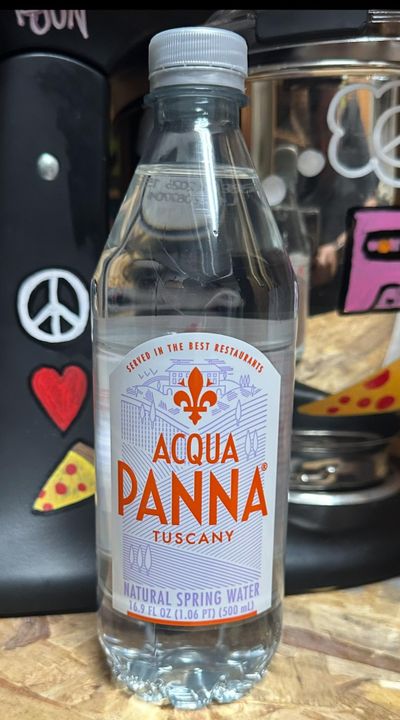 SERVED IN THE BEST RESTAURANTS
ACQUA
PANNA®
TUSCANY
NATURAL SPRING WATER
16.9 FL OZ (1.06 PT) (500 mL)